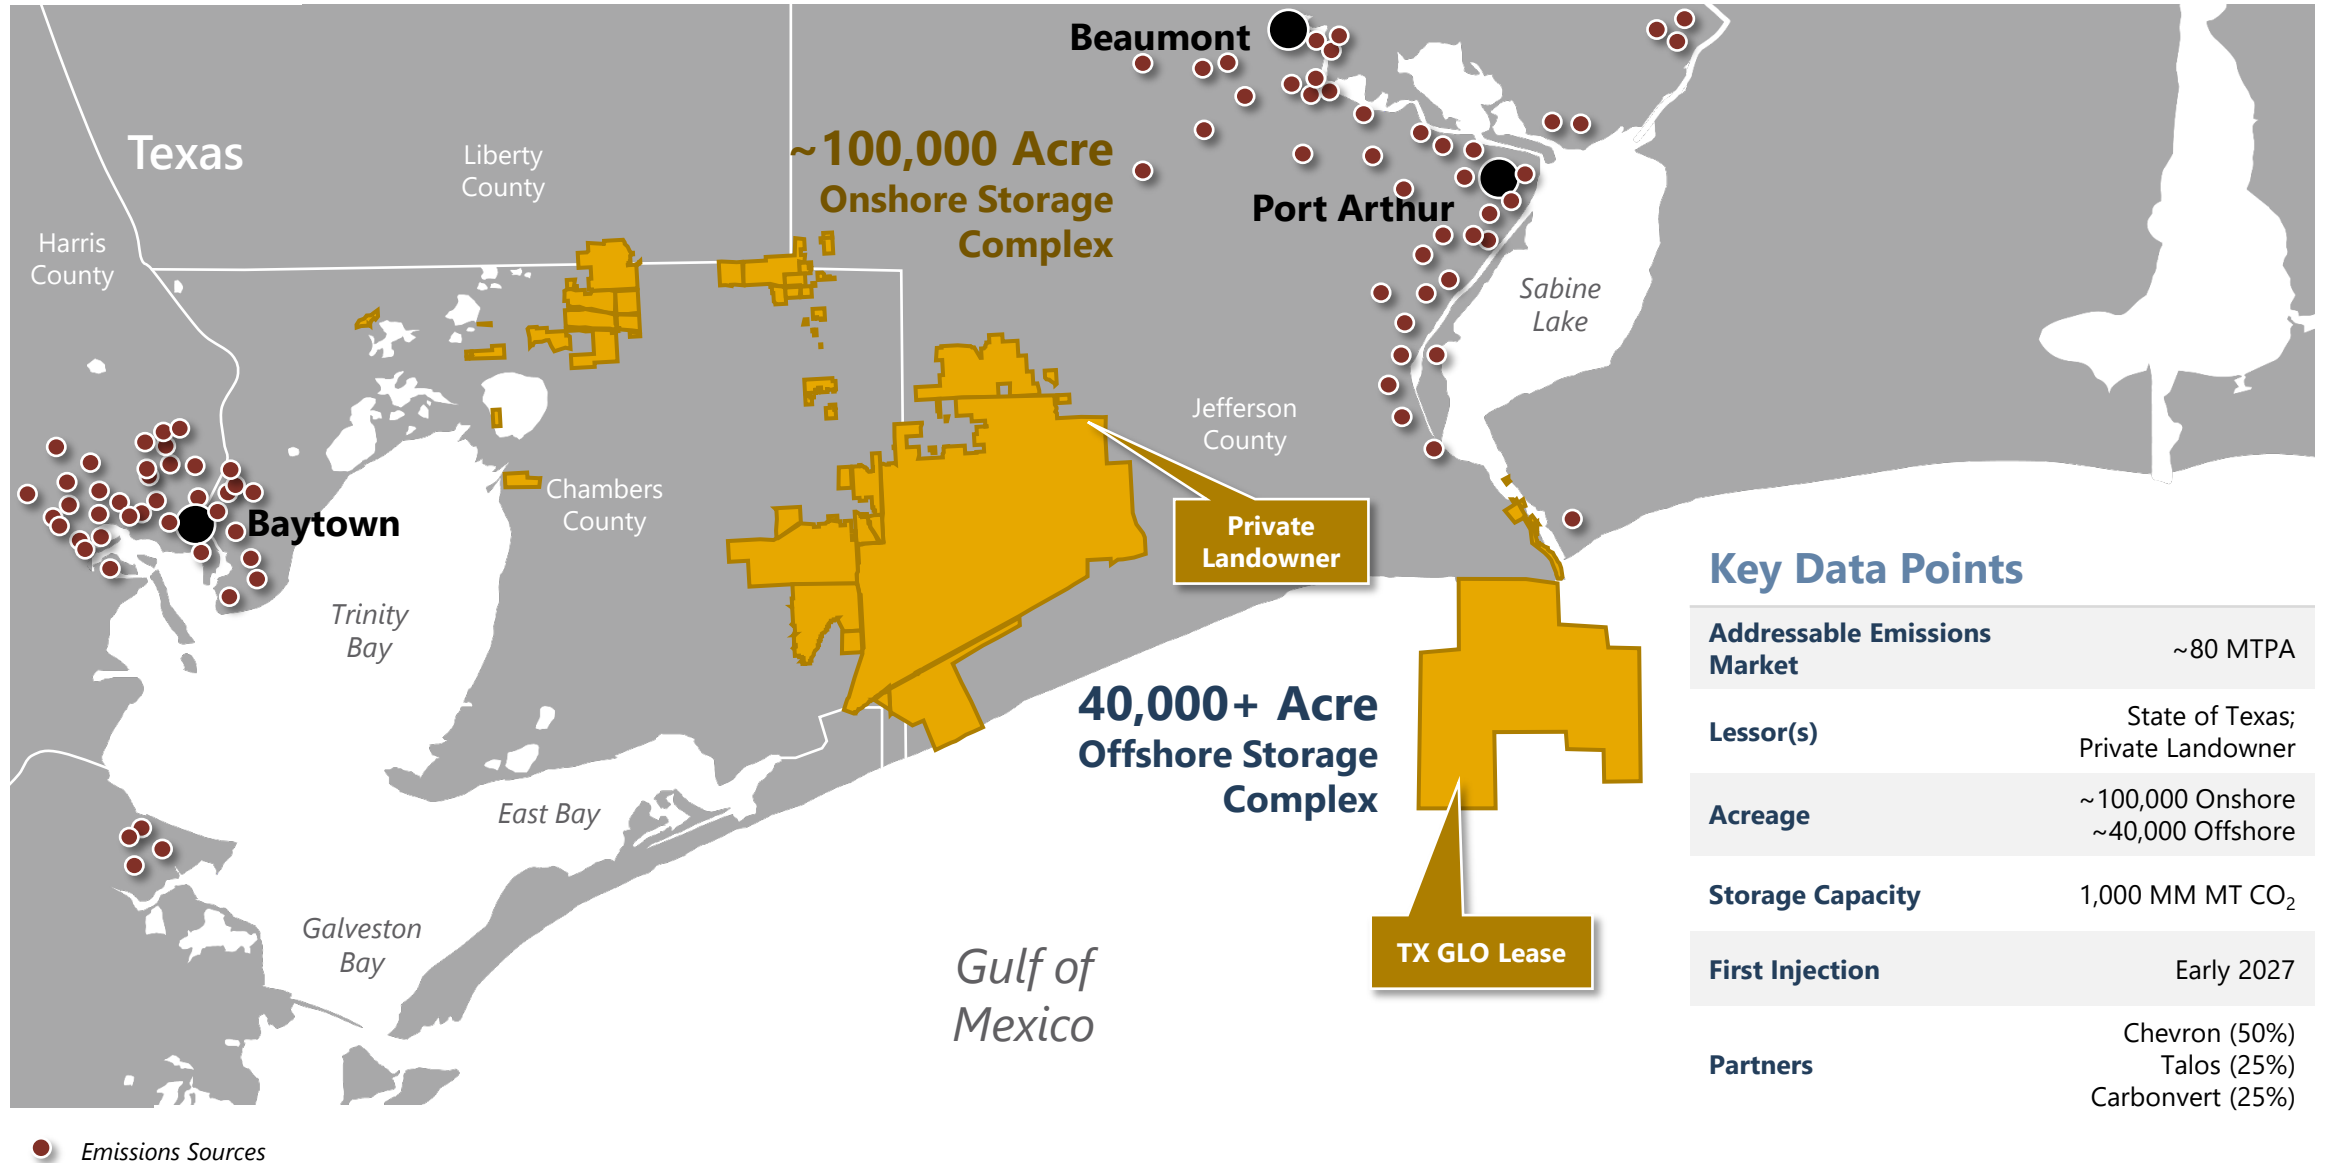 Beaumont
Texas
Liberty
County
~100,000 Acre
Onshore Storage
Complex
Port Arthur
Harris
County
Sabine
Lake
Jefferson
County
Chambers
County
Baytown
Private
Landowner
Trinity
Bay
40,000+ Acre
Offshore Storage
Complex
East Bay
Galveston
Bay
TX GLO Lease
Gulf of
Mexico
Key Data Points
Addressable Emissions
Market
~80 MTPA
Lessor(s)
State of Texas;
Private Landowner
Acreage
~100,000 Onshore
~40,000 Offshore
Storage Capacity
1,000 MM MT CO₂
First Injection
Early 2027
Partners
Chevron (50%)
Talos (25%)
Carbonvert (25%)
Emissions Sources